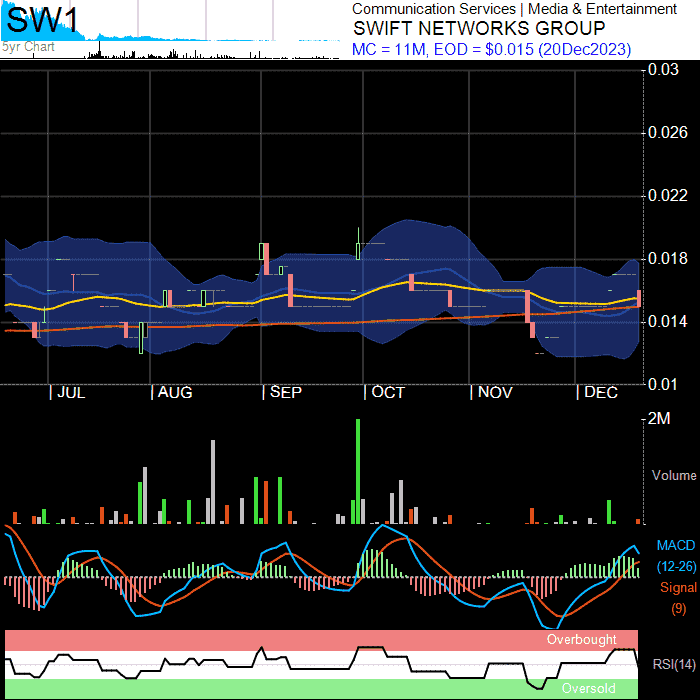 SW1
5yr Chart
Communication Services | Media & Entertainment
SWIFT NETWORKS GROUP
MC = 11M, EOD = $0.015 (20Dec2023)
0.03
0.026
0.022
0.018
0.014
0.01
| JUL | AUG | SEP | OCT | NOV | DEC
2M
Volume
MACD
(12-26)
Signal
(9)
Overbought
RSI(14)
Oversold